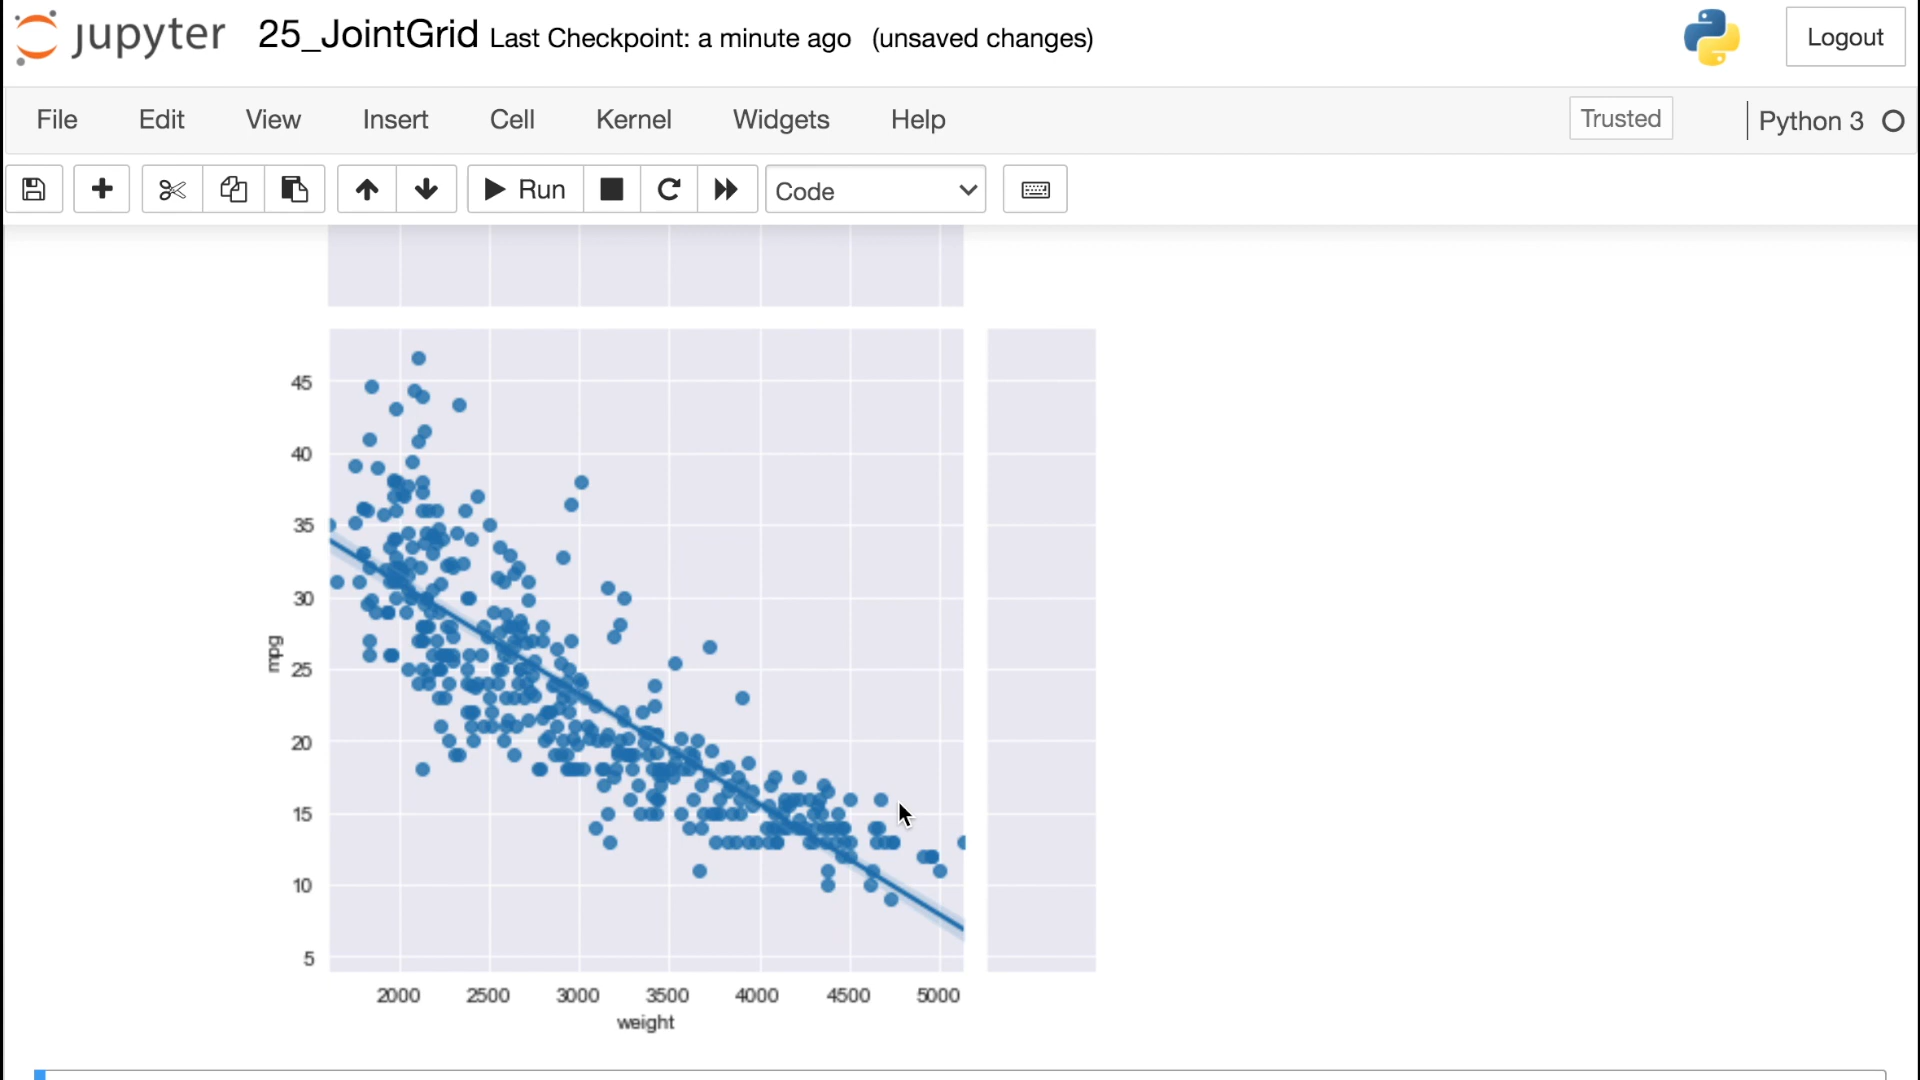 jupyter 25_JointGrid Last Checkpoint: a minute ago (unsaved changes) Logout
File Edit View Insert Cell Kernel Widgets Help Trusted Python 3
Run Code
45
40
35
30
mpg
25
20
15
10
5
2000 2500 3000 3500 4000 4500 5000
weight